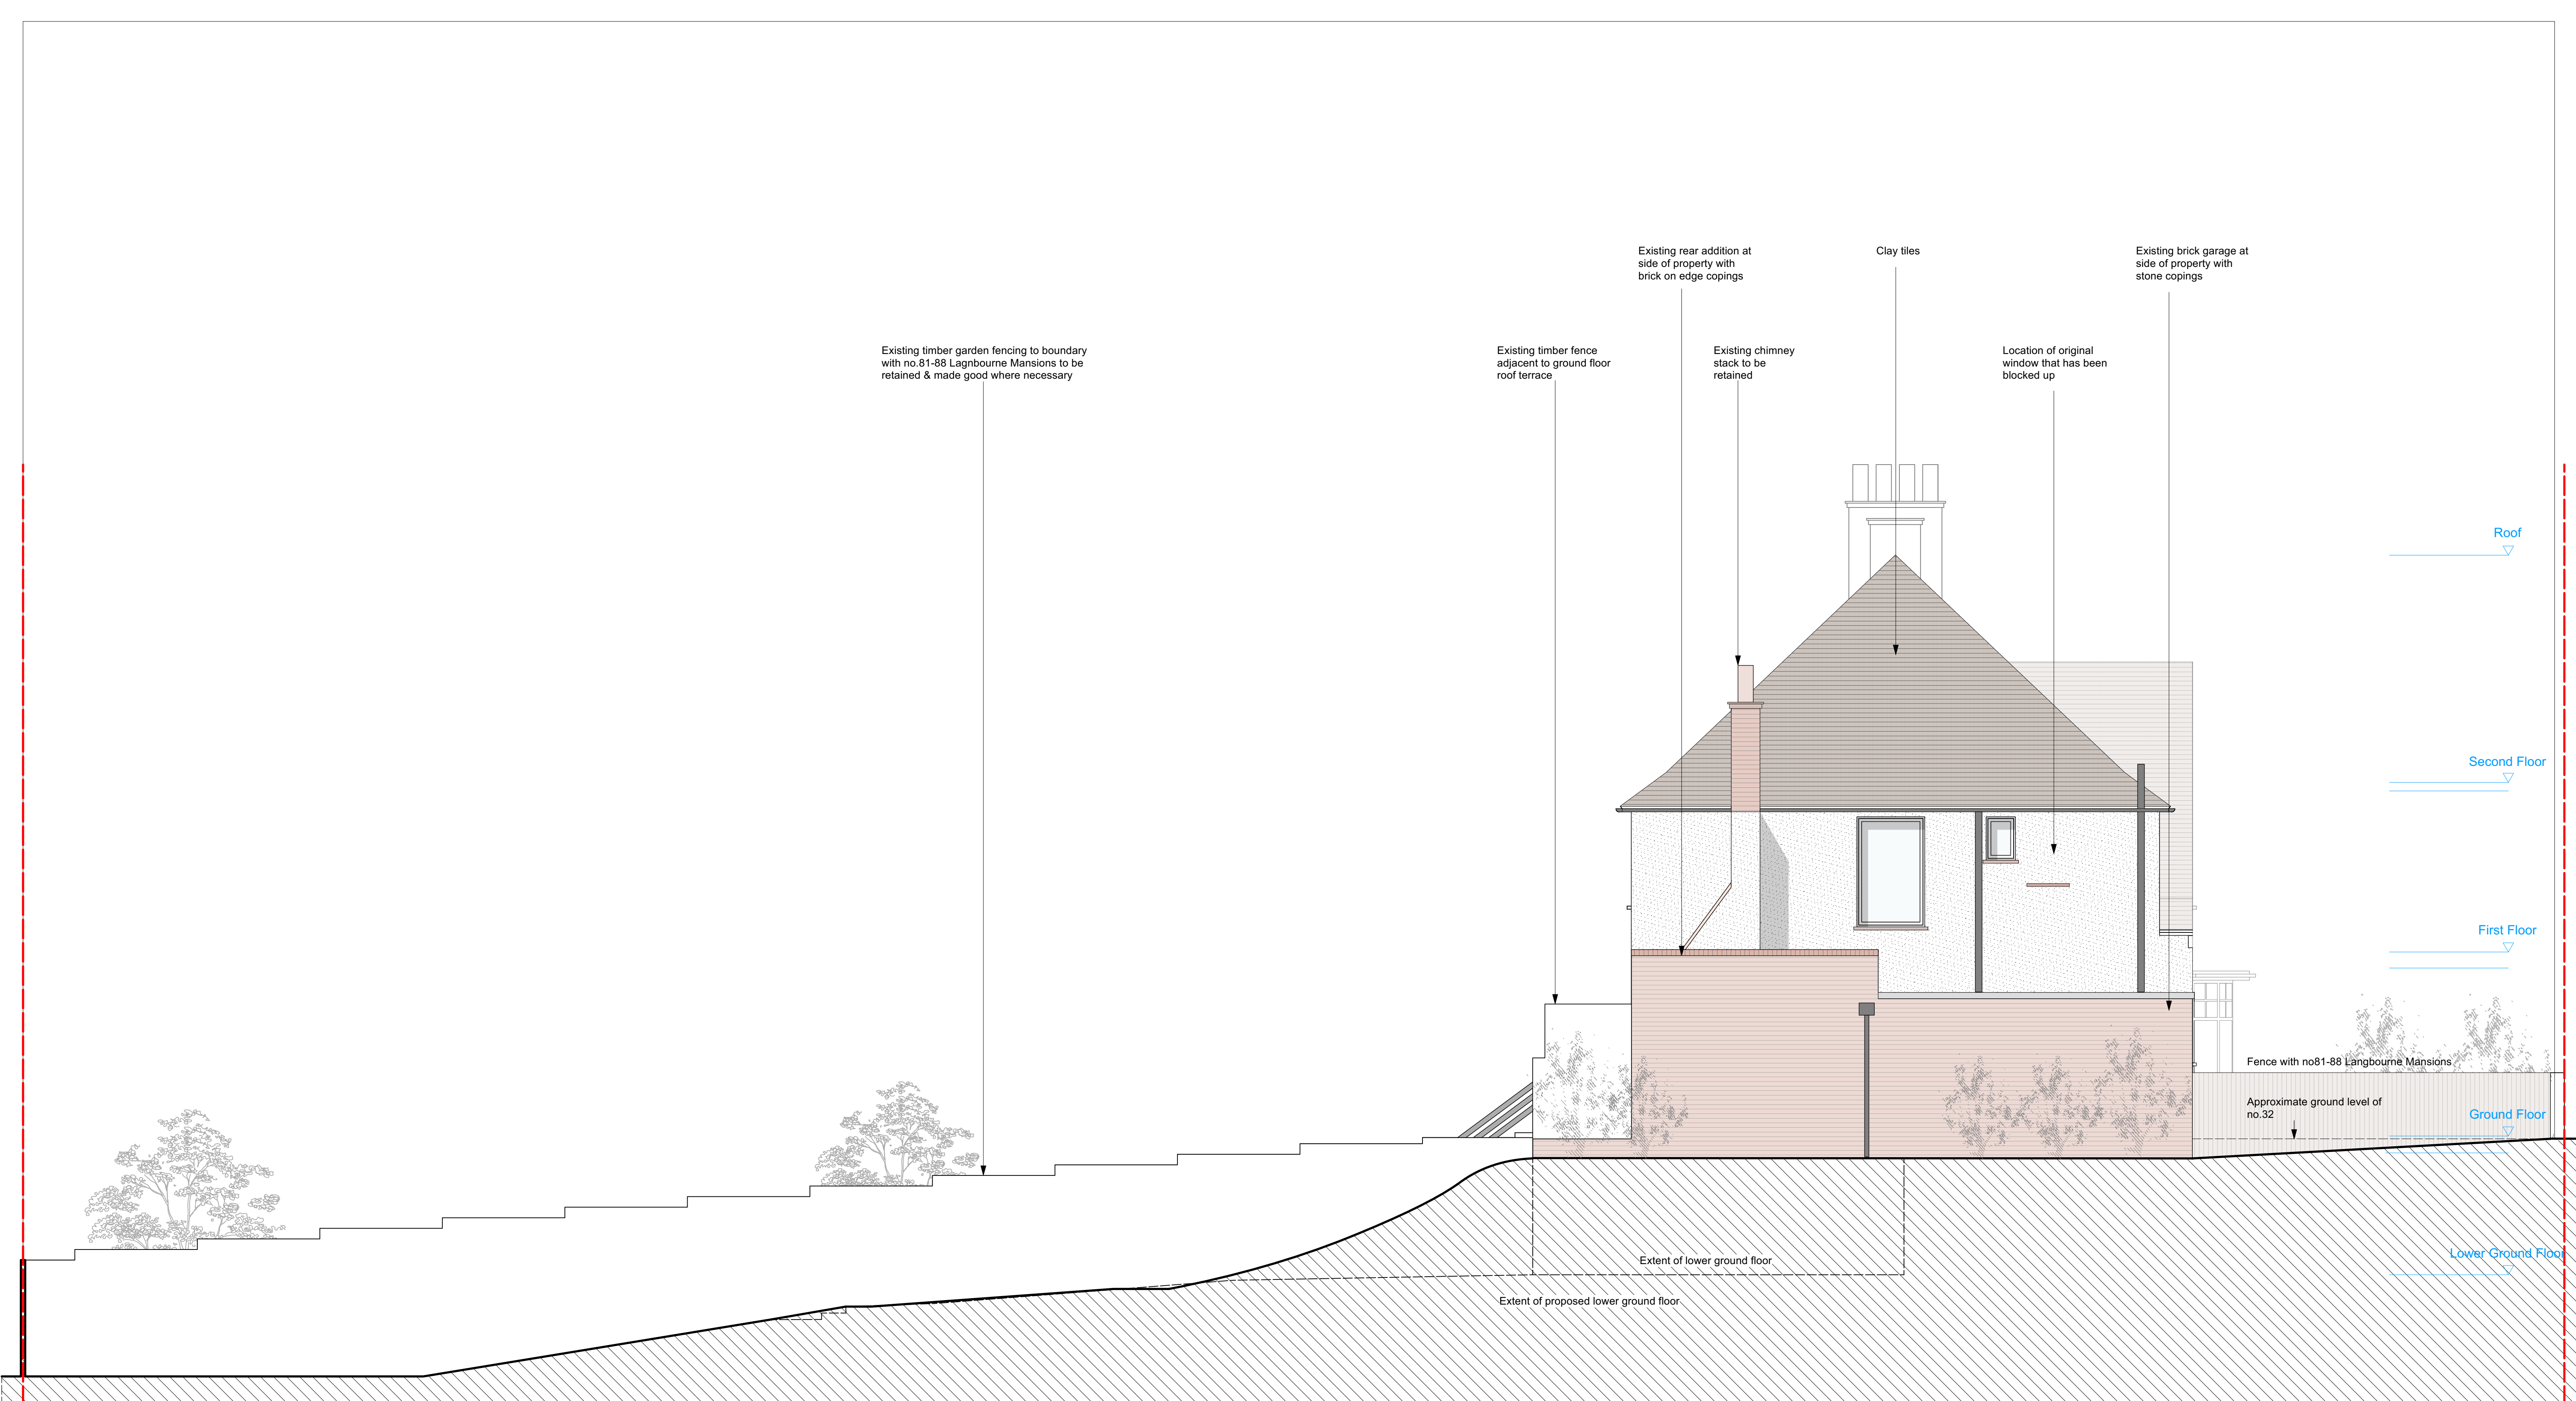 Existing rear addition at
side of property with
brick on edge copings
Clay tiles
Existing brick garage at
side of property with
stone copings
Existing timber garden fencing to boundary
with no.81-88 Lagnbourne Mansions to be
retained & made good where necessary
Existing timber fence
adjacent to ground floor
roof terrace
Existing chimney
stack to be
retained
Location of original
window that has been
blocked up
Roof
Second Floor
First Floor
Fence with no81-88 Langbourne Mansions
Approximate ground level of
no.32
Ground Floor
Lower Ground Floor
Extent of lower ground floor
Extent of proposed lower ground floor